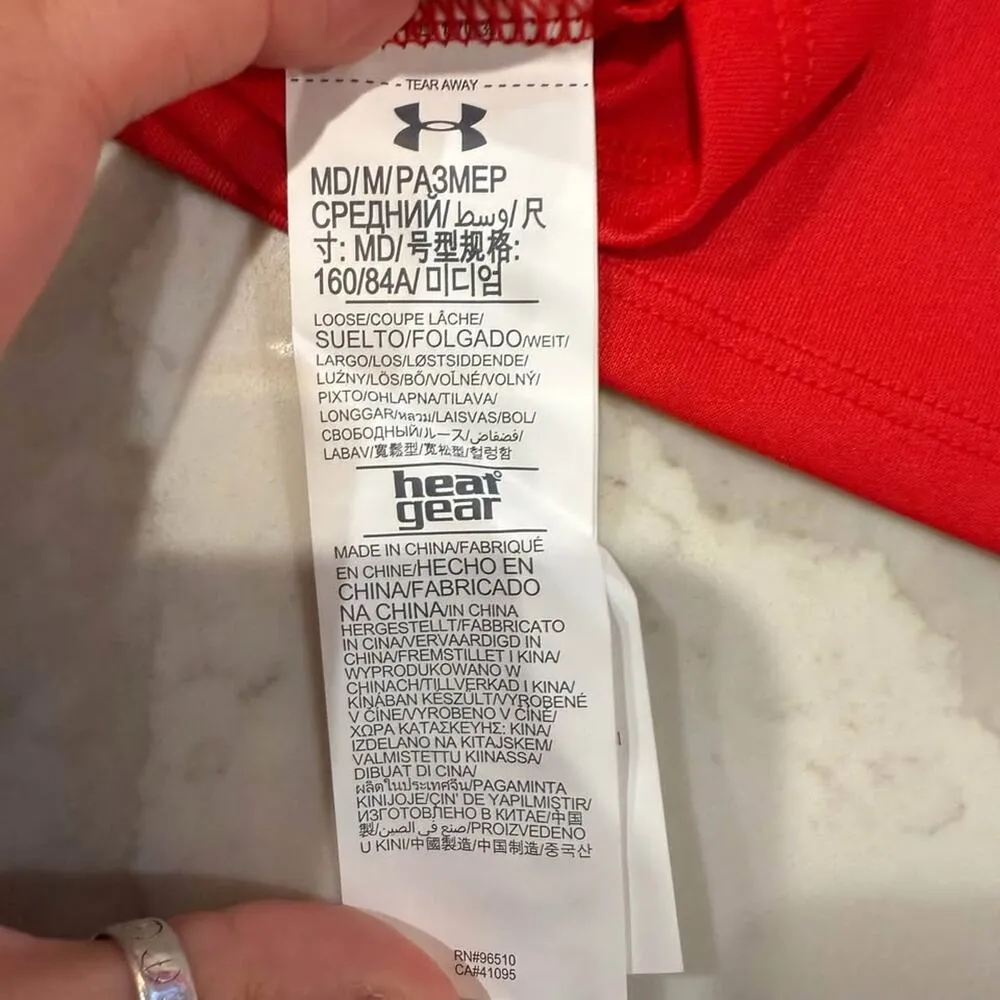 TEAR AWAY
MD/M/РАЗМЕР
СРЕДНИЙ/وسط/尺
寸: MD/号型规格:
160/84A/미디엄
LOOSE/COUPE LÂCHE/
SUELTO/FOLGADO/WEIT/
LARGO/LOS/LØSTSIDDENDE/
LUŹNY/LÖS/BŐ/VOĽNÉ/VOLNÝ/
PIXTO/OHLAPNA/TILAVA/
LONGGAR/หลวม/LAISVAS/BOL/
СВОБОДНЫЙ/ルース/فضفاض/
LABAV/寬鬆型/宽松型/헐렁함
heat
gear
MADE IN CHINA/FABRIQUÉ
EN CHINE/HECHO EN
CHINA/FABRICADO
NA CHINA/IN CHINA
HERGESTELLT/FABBRICATO
IN CINA/VERVAARDIGD IN
CHINA/FREMSTILLET I KINA/
WYPRODUKOWANO W
CHINACH/TILLVERKAD I KINA/
KÍNÁBAN KÉSZÜLT/VYROBENÉ
V ČÍNE/VYROBENO V ČÍNĚ/
ΧΩΡΑ ΚΑΤΑΣΚΕΥΗΣ: ΚΙΝΑ/
IZDELANO NA KITAJSKEM/
VALMISTETTU KIINASSA/
DIBUAT DI CINA/
ผลิตในประเทศจีน/PAGAMINTA
KINIJOJE/ÇIN' DE YAPILMIŞTIR/
ИЗГОТОВЛЕНО В КИТАЕ/中国
製/صنع في الصين/PROIZVEDENO
U KINI/中國製造/中国制造/중국산
RN#96510
CA#41095